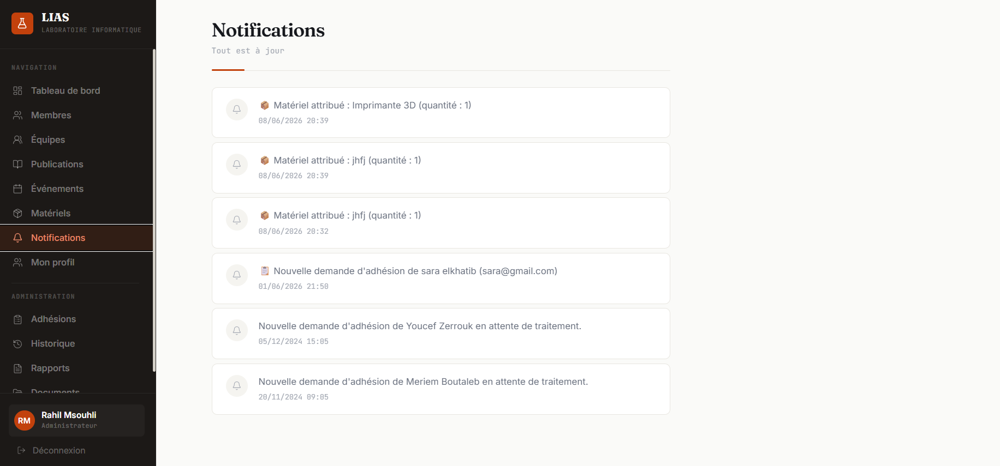 LIAS
LABORATOIRE INFORMATIQUE
NAVIGATION
Tableau de bord
Membres
Équipes
Publications
Événements
Matériels
Notifications
Mon profil
ADMINISTRATION
Adhésions
Historique
Rapports
Documents
RM
Rahil Msouhli
Administrateur
Déconnexion
Notifications
Tout est à jour
Matériel attribué : Imprimante 3D (quantité : 1)
08/06/2026 20:39
Matériel attribué : jhfj (quantité : 1)
08/06/2026 20:39
Matériel attribué : jhfj (quantité : 1)
08/06/2026 20:32
Nouvelle demande d'adhésion de sara elkhatib (sara@gmail.com)
01/06/2026 21:50
Nouvelle demande d'adhésion de Youcef Zerrouk en attente de traitement.
05/12/2024 15:05
Nouvelle demande d'adhésion de Meriem Boutaleb en attente de traitement.
20/11/2024 09:05